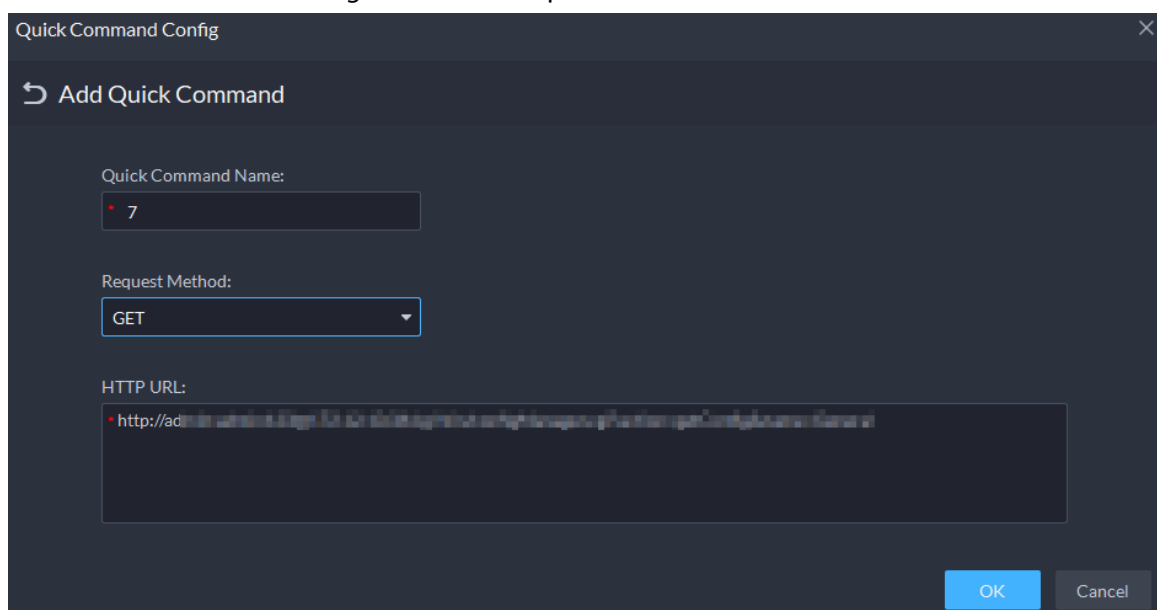 Quick Command Config
Add Quick Command
Quick Command Name:
* 7
Request Method:
GET
HTTP URL:
* http://ad
OK
Cancel